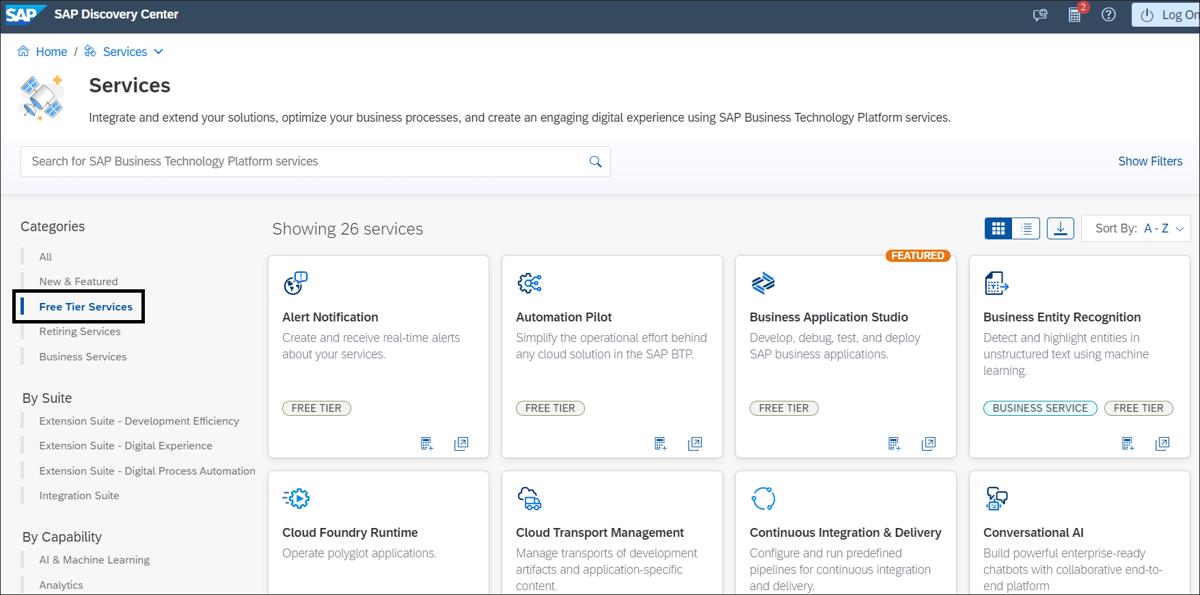 SAP SAP Discovery Center
2
Log On
Home / Services
Services
Integrate and extend your solutions, optimize your business processes, and create an engaging digital experience using SAP Business Technology Platform services.
Search for SAP Business Technology Platform services
Show Filters
Categories
All
New & Featured
Free Tier Services
Retiring Services
Business Services
By Suite
Extension Suite - Development Efficiency
Extension Suite - Digital Experience
Extension Suite - Digital Process Automation
Integration Suite
By Capability
AI & Machine Learning
Analytics
Showing 26 services
Sort By: A - Z
Alert Notification
Create and receive real-time alerts
about your services.
FREE TIER
Automation Pilot
Simplify the operational effort behind
any cloud solution in the SAP BTP.
FREE TIER
FEATURED
Business Application Studio
Develop, debug, test, and deploy
SAP business applications.
FREE TIER
Business Entity Recognition
Detect and highlight entities in
unstructured text using machine
learning.
BUSINESS SERVICE FREE TIER
Cloud Foundry Runtime
Operate polyglot applications.
Cloud Transport Management
Manage transports of development
artifacts and application-specific
content.
Continuous Integration & Delivery
Configure and run predefined
pipelines for continuous integration
and delivery.
Conversational AI
Build powerful enterprise-ready
chatbots with collaborative end-to-
end platform